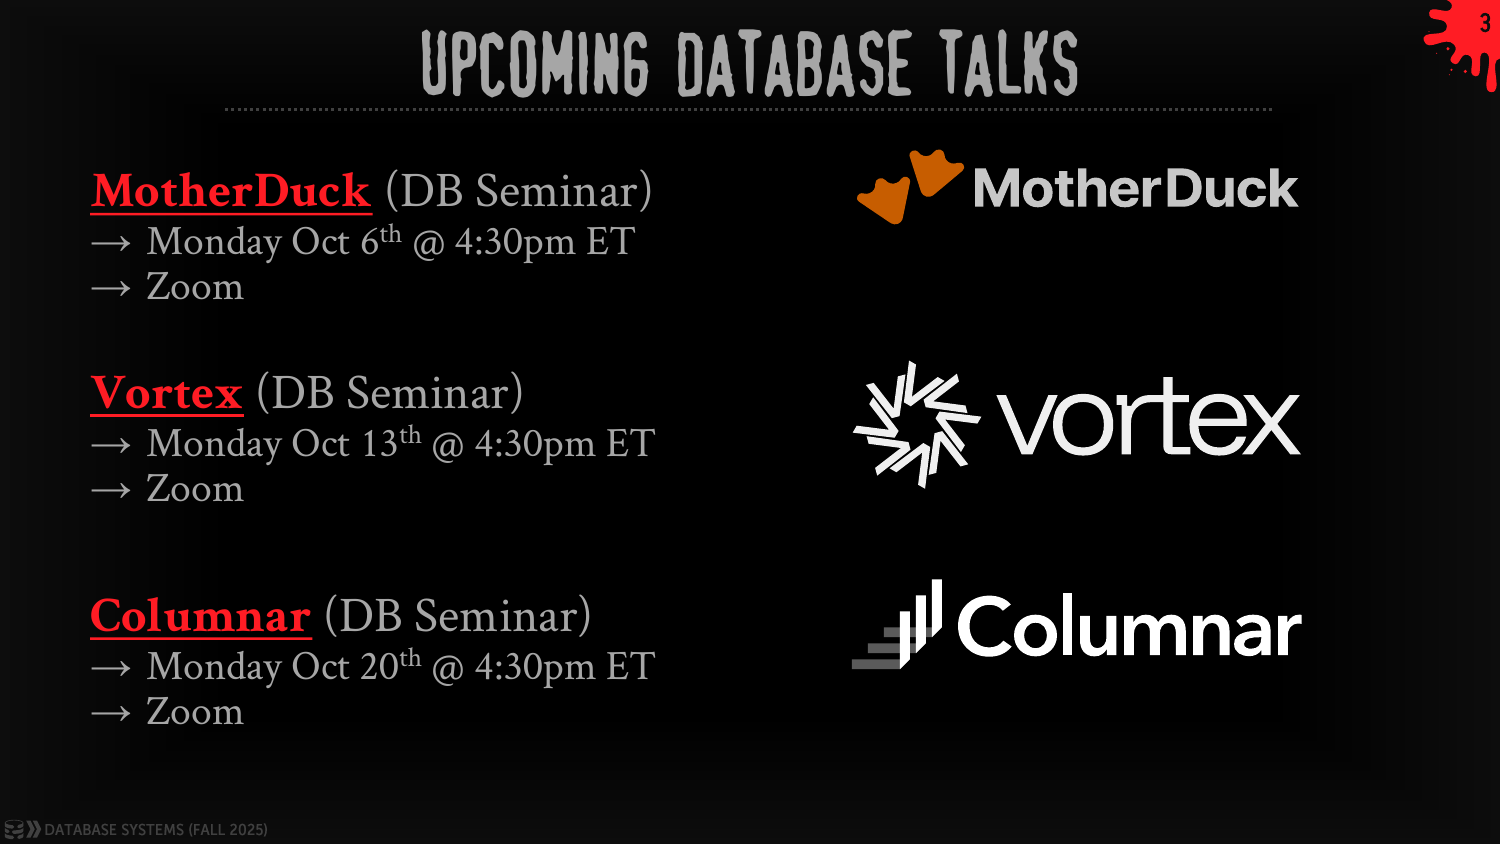 3
UPCOMING DATABASE TALKS
MotherDuck (DB Seminar)
→ Monday Oct 6th @ 4:30pm ET
→ Zoom
MotherDuck
Vortex (DB Seminar)
→ Monday Oct 13th @ 4:30pm ET
→ Zoom
vortex
Columnar (DB Seminar)
→ Monday Oct 20th @ 4:30pm ET
→ Zoom
Columnar
DATABASE SYSTEMS (FALL 2025)